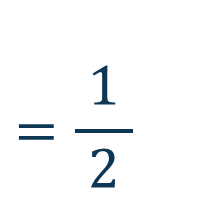 = 1/2